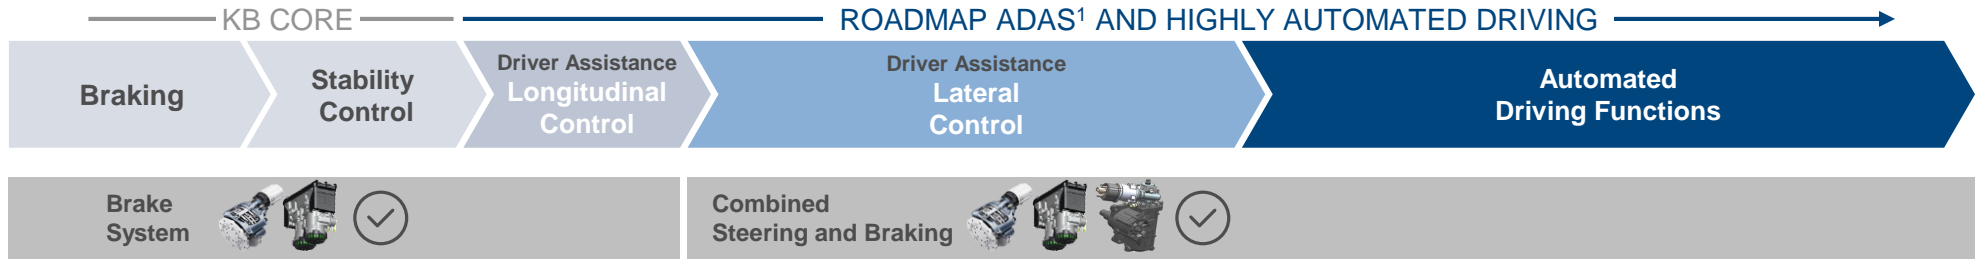 KB CORE
ROADMAP ADAS¹ AND HIGHLY AUTOMATED DRIVING
Braking
Stability
Control
Driver Assistance
Longitudinal
Control
Driver Assistance
Lateral
Control
Automated
Driving Functions
Brake
System
Combined
Steering and Braking